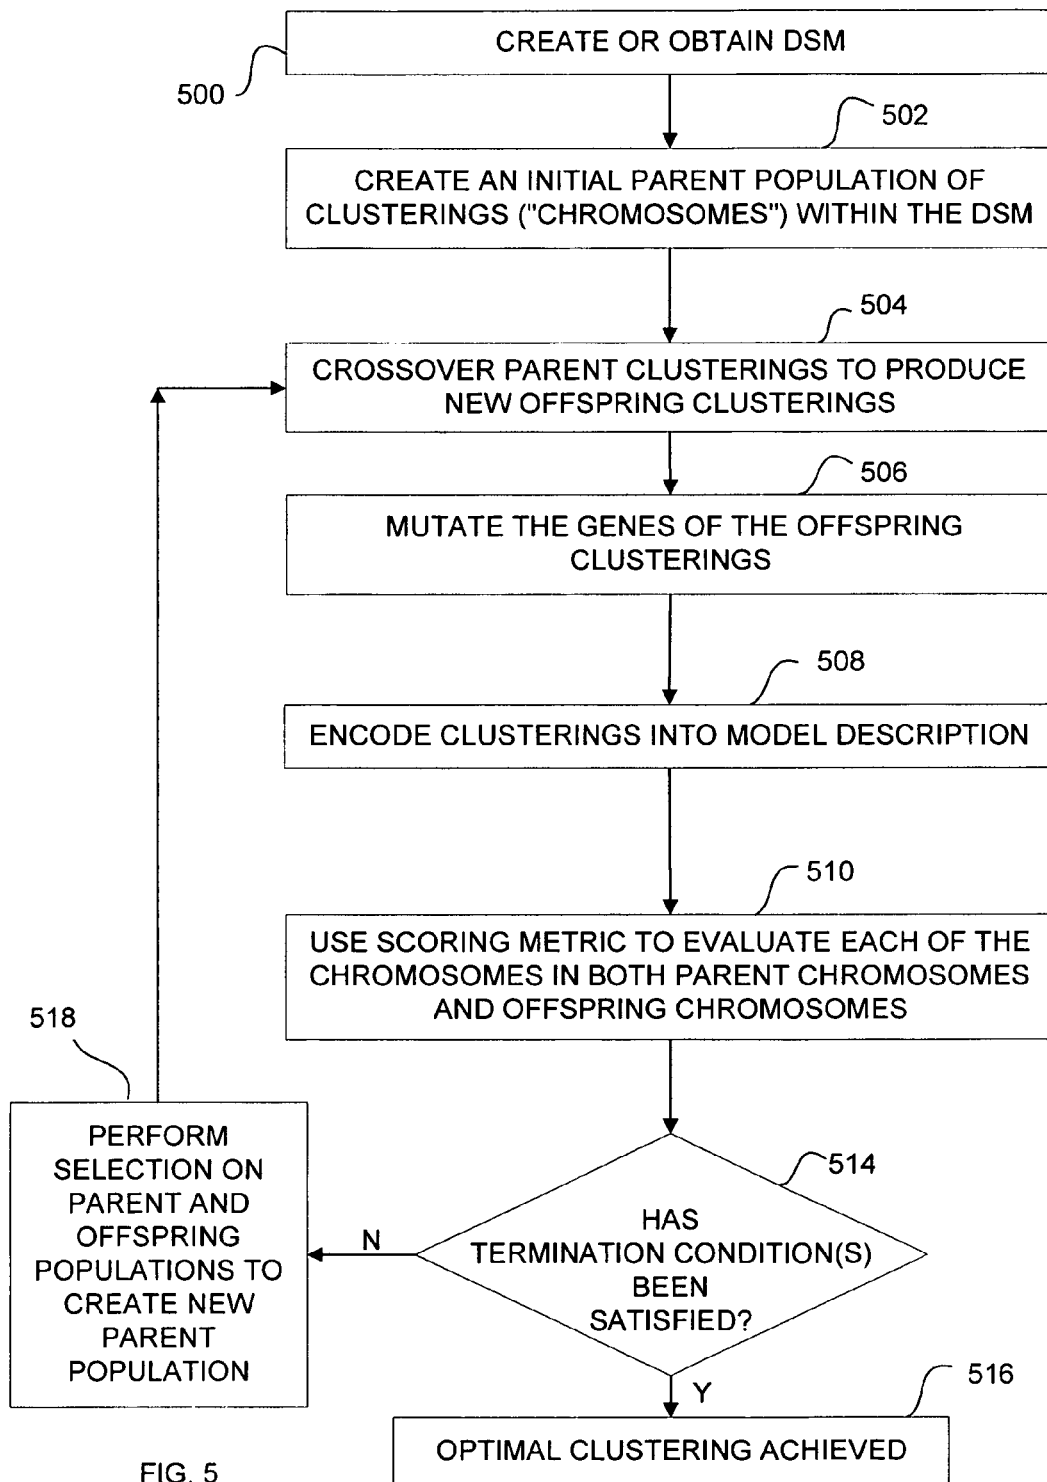 CREATE OR OBTAIN DSM
500
502
CREATE AN INITIAL PARENT POPULATION OF
CLUSTERINGS ("CHROMOSOMES") WITHIN THE DSM
504
CROSSOVER PARENT CLUSTERINGS TO PRODUCE
NEW OFFSPRING CLUSTERINGS
506
MUTATE THE GENES OF THE OFFSPRING
CLUSTERINGS
508
ENCODE CLUSTERINGS INTO MODEL DESCRIPTION
510
USE SCORING METRIC TO EVALUATE EACH OF THE
CHROMOSOMES IN BOTH PARENT CHROMOSOMES
AND OFFSPRING CHROMOSOMES
518
PERFORM
SELECTION ON
PARENT AND
OFFSPRING
POPULATIONS TO
CREATE NEW
PARENT
POPULATION
N
514
HAS
TERMINATION CONDITION(S)
BEEN
SATISFIED?
Y
516
OPTIMAL CLUSTERING ACHIEVED
FIG. 5